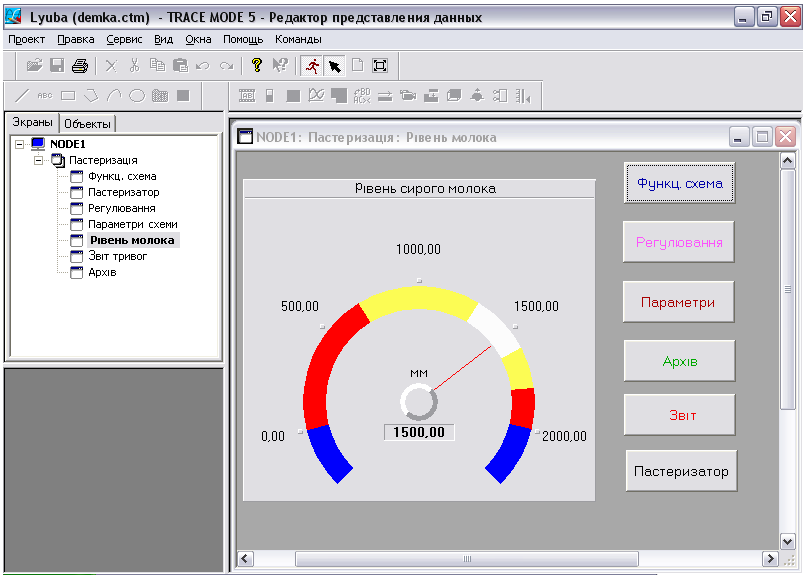 Lyuba (demka.ctm) - TRACE MODE 5 - Редактор представления данных
Проект Правка Сервис Вид Окна Помощь Команды
ABC
Экраны Объекты
NODE1
Пастеризація
Функц. схема
Пастеризатор
Регулювання
Параметри схеми
Рівень молока
Звіт тривог
Архів
NODE1: Пастеризація: Рівень молока
Рівень сирого молока
1000,00
500,00
1500,00
мм
0,00
1500,00
2000,00
Функц. схема
Регулювання
Параметри
Архів
Звіт
Пастеризатор